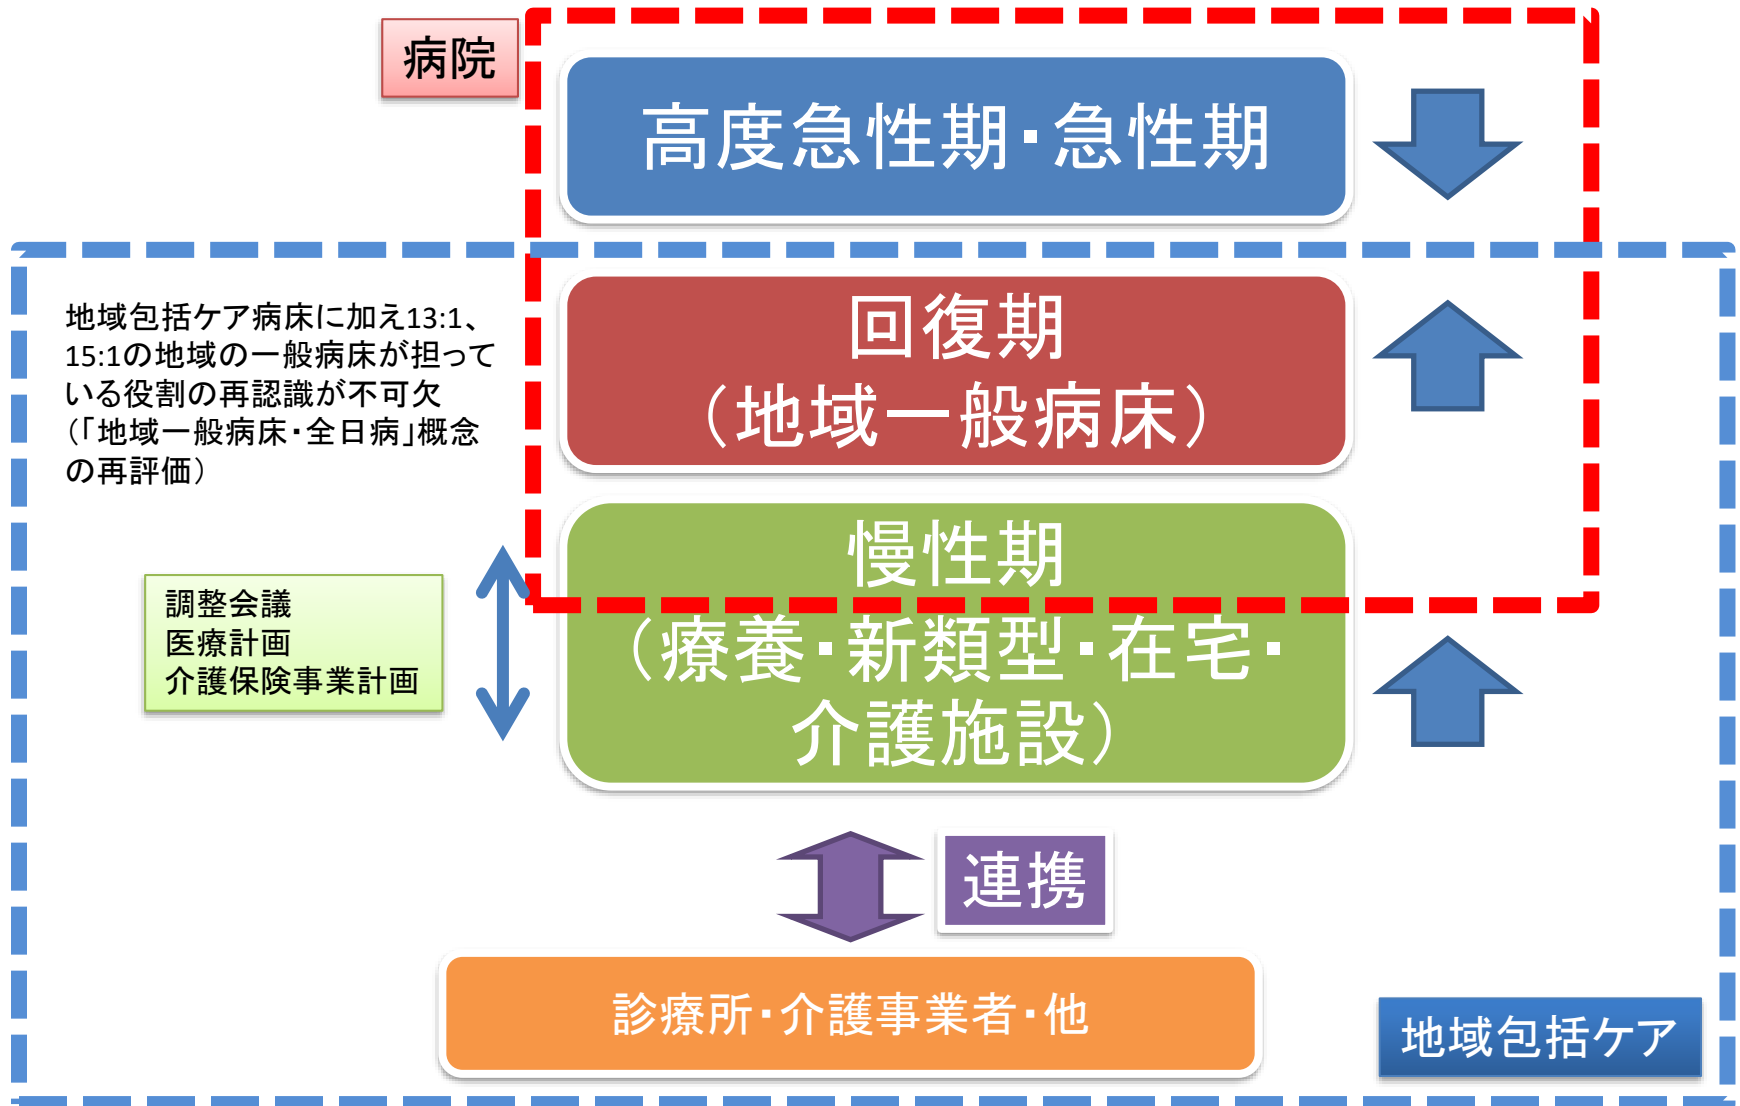 病院
高度急性期・急性期
地域包括ケア病床に加え13:1、
15:1の地域の一般病床が担って
いる役割の再認識が不可欠
（「地域一般病床・全日病」概念
の再評価）
回復期
（地域一般病床）
慢性期
（療養・新類型・在宅・
介護施設）
調整会議
医療計画
介護保険事業計画
連携
診療所・介護事業者・他
地域包括ケア